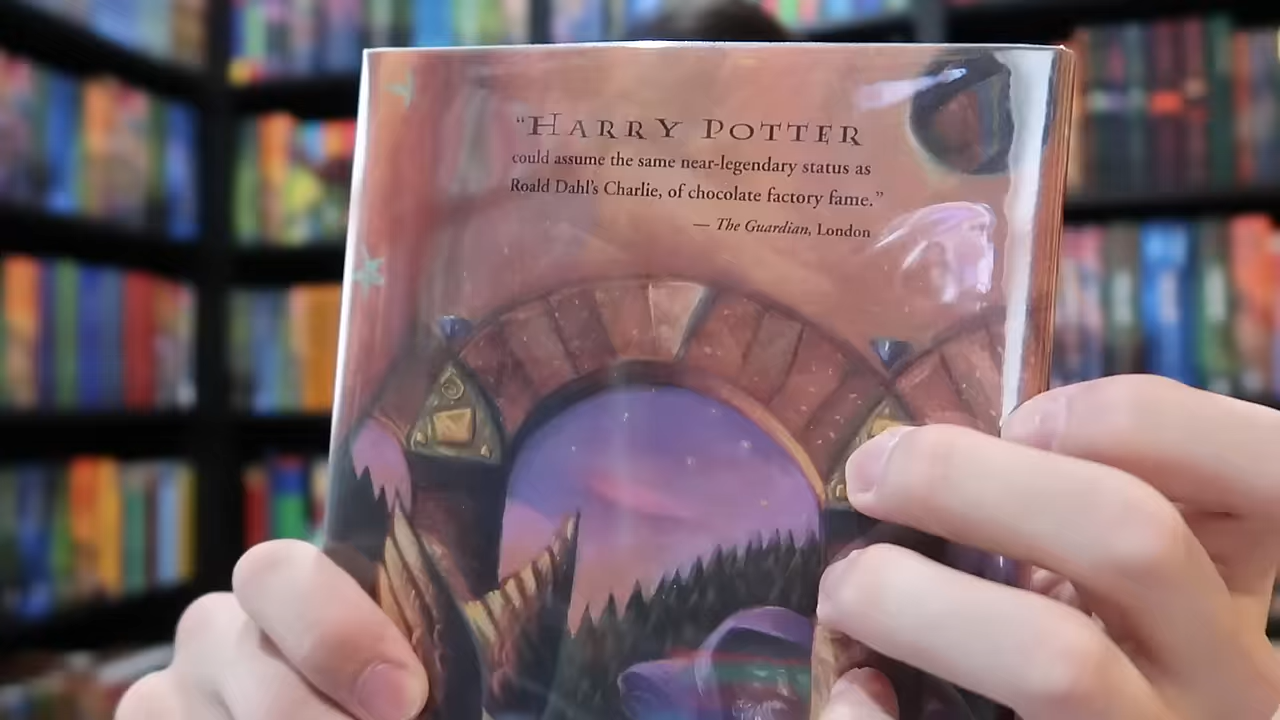 “HARRY POTTER
could assume the same near-legendary status as
Roald Dahl’s Charlie, of chocolate factory fame.”
— The Guardian, London